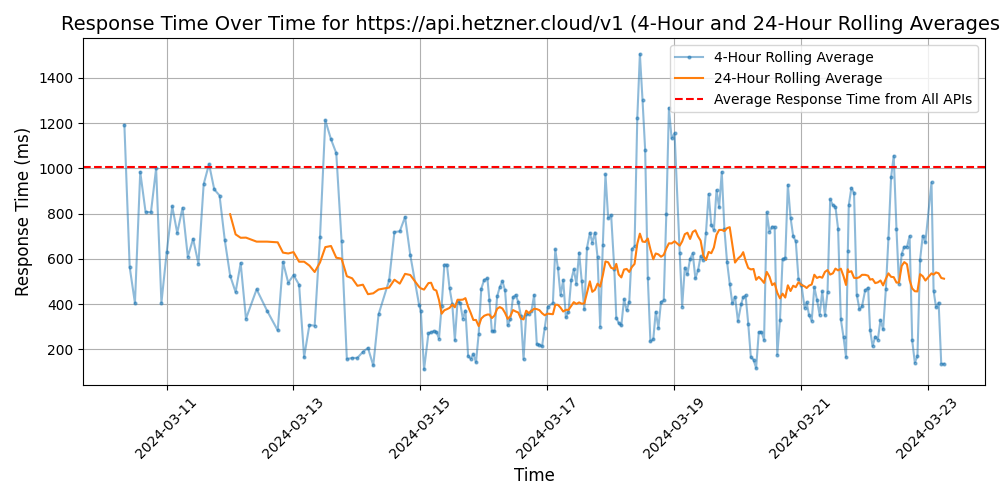 Response Time Over Time for https://api.hetzner.cloud/v1 (4-Hour and 24-Hour Rolling Averages
4-Hour Rolling Average
24-Hour Rolling Average
Average Response Time from All APIs
Response Time (ms)
1400
1200
1000
800
600
400
200
2024-03-11
2024-03-13
2024-03-15
2024-03-17
2024-03-19
2024-03-21
2024-03-23
Time